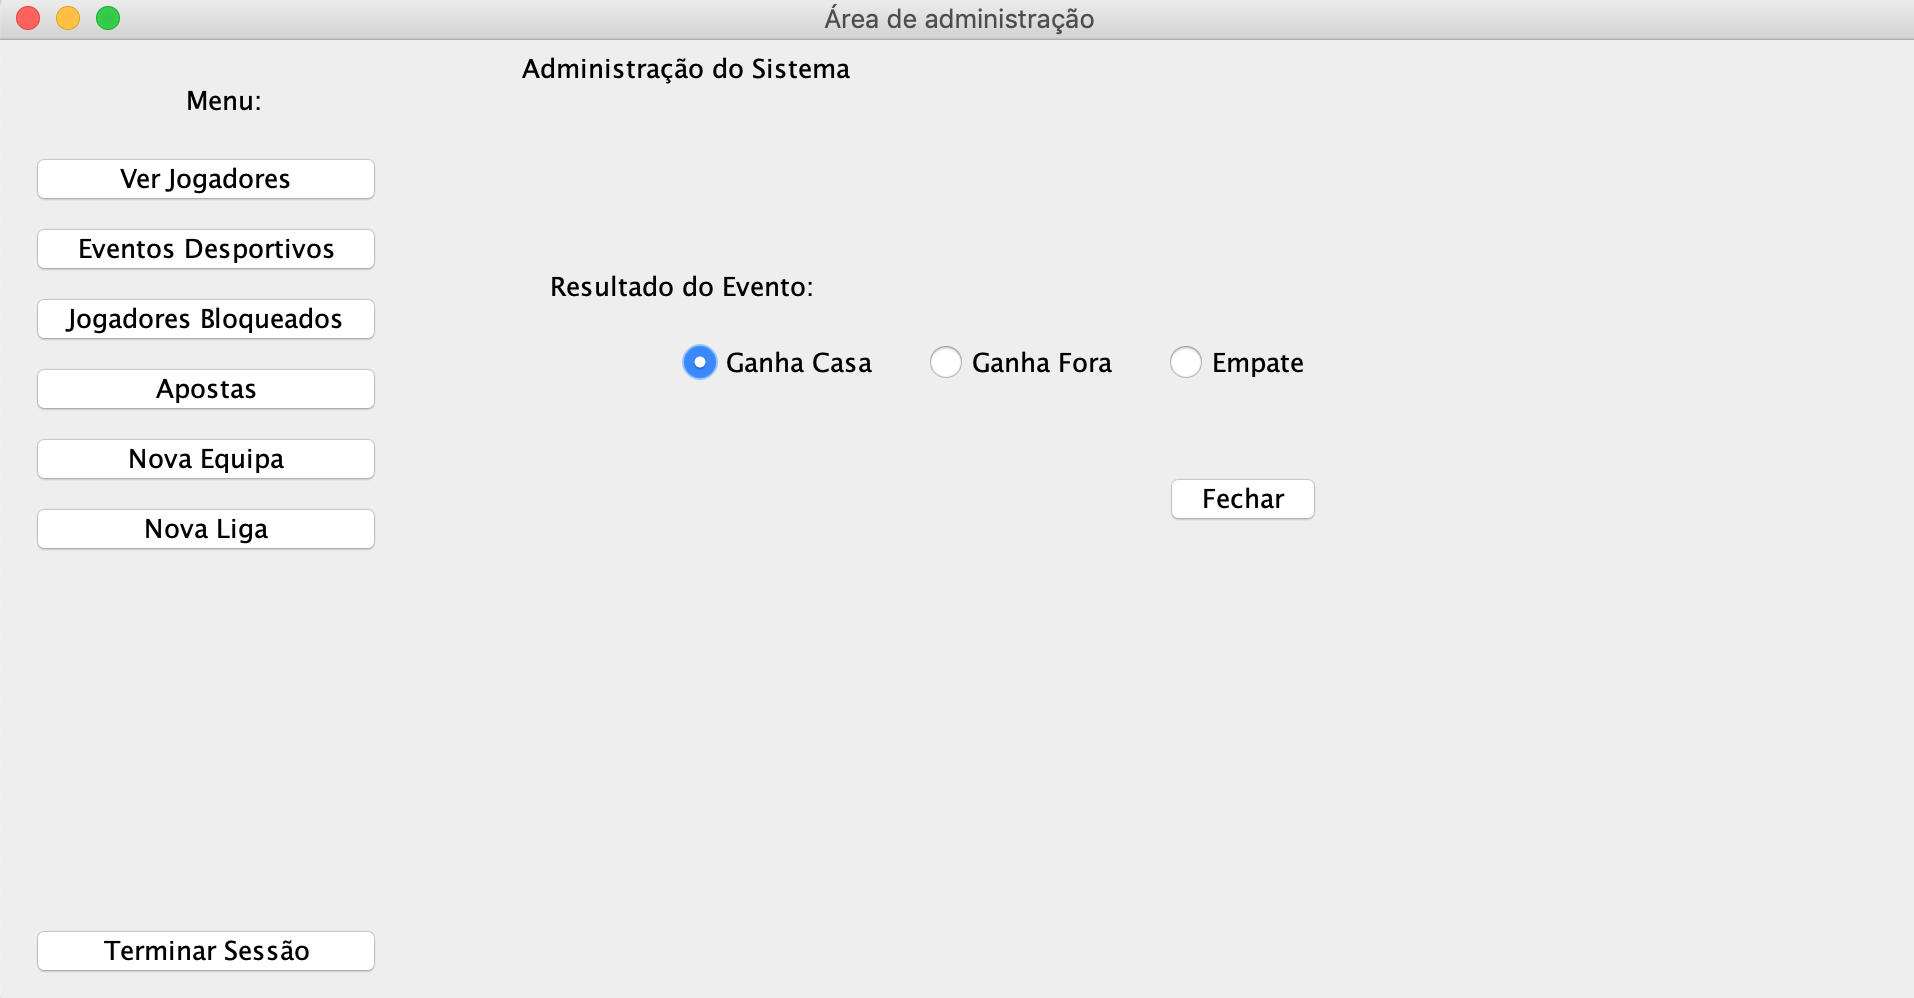 Área de administração
Administração do Sistema
Menu:
Ver Jogadores
Eventos Desportivos
Jogadores Bloqueados
Apostas
Nova Equipa
Nova Liga
Terminar Sessão
Resultado do Evento:
Ganha Casa Ganha Fora Empate
Fechar